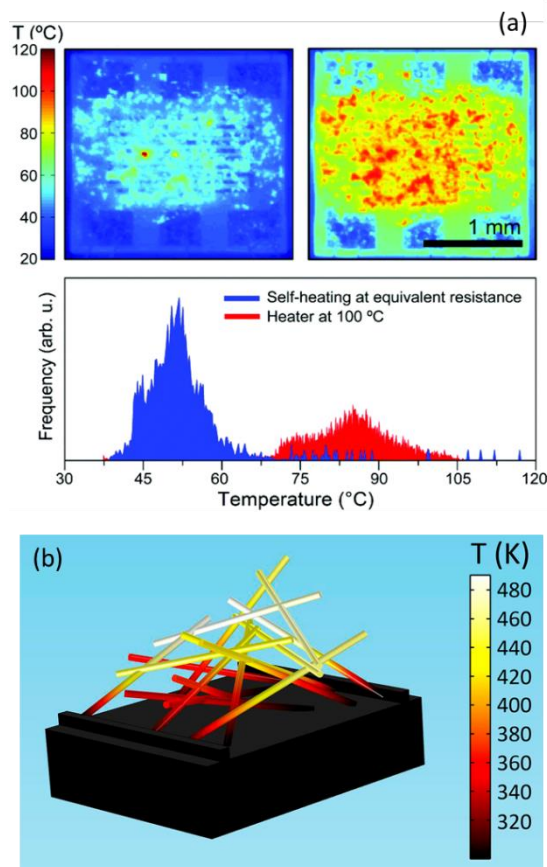 (a)
T (ºC)
120
100
80
60
40
20
1 mm
Self-heating at equivalent resistance
Heater at 100 ºC
Frequency (arb. u.)
30 45 60 75 90 105 120
Temperature (°C)
(b)
T (K)
480
460
440
420
400
380
360
340
320